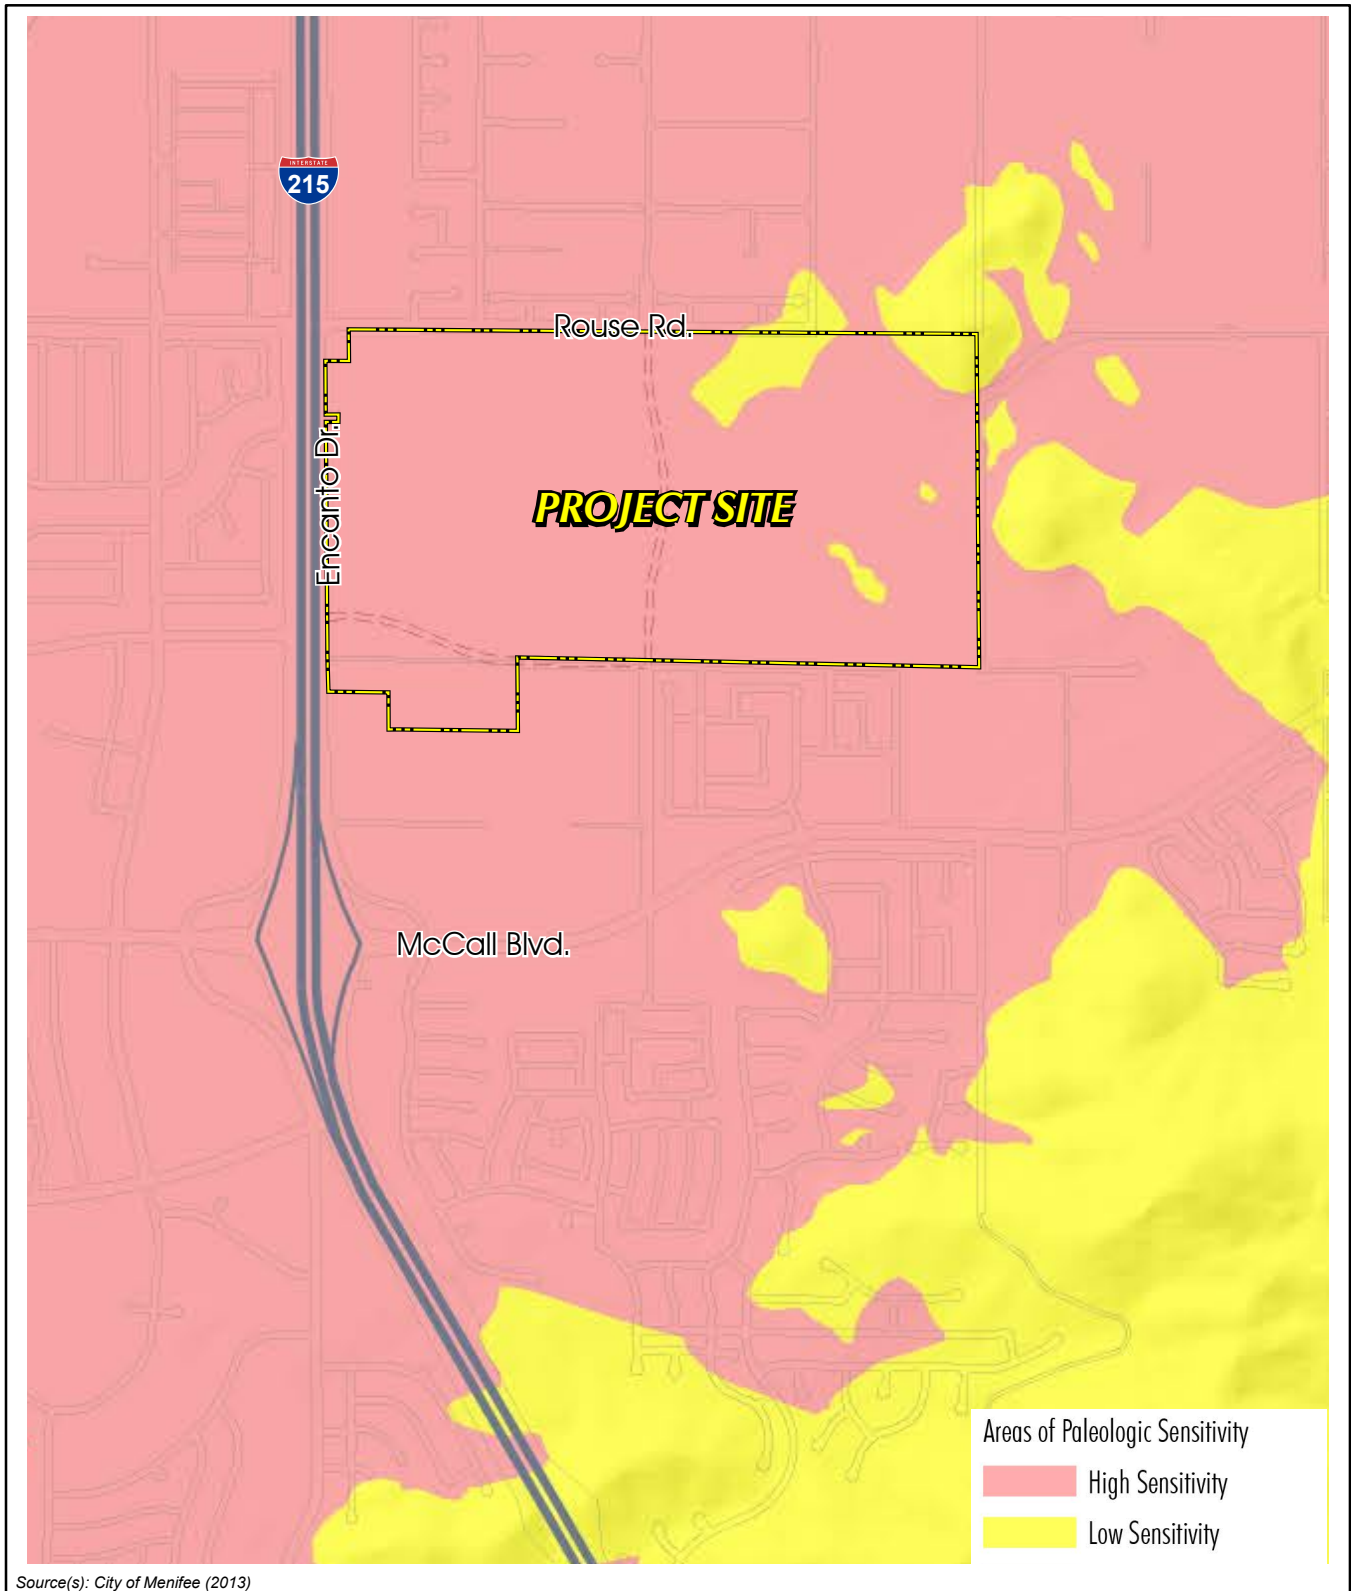 INTERSTATE
215
Rouse Rd.
Encanto Dr.
PROJECT SITE
McCall Blvd.
Areas of Paleologic Sensitivity
High Sensitivity
Low Sensitivity
Source(s): City of Menifee (2013)